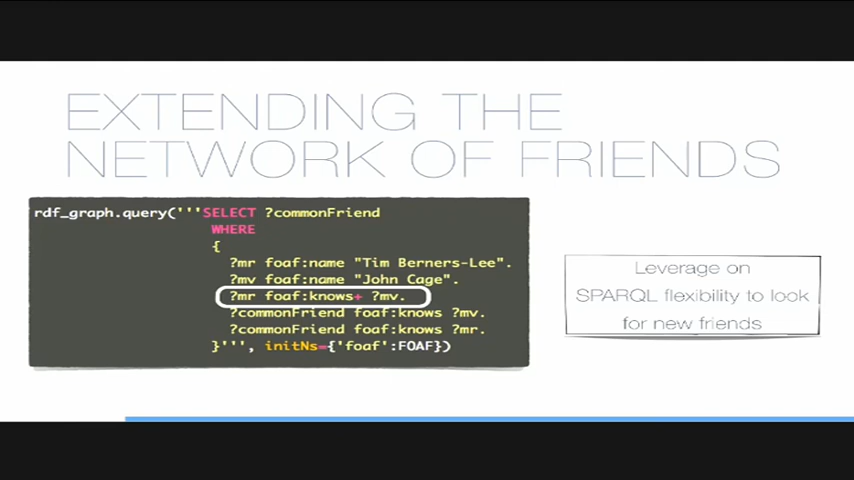 EXTENDING THE
NETWORK OF FRIENDS
rdf_graph.query('''SELECT ?commonFriend
WHERE
{
?mr foaf:name "Tim Berners-Lee".
?mv foaf:name "John Cage".
?mr foaf:knows+ ?mv.
?commonFriend foaf:knows ?mv.
?commonFriend foaf:knows ?mr.
}''', initNs={'foaf':FOAF})
Leverage on
SPARQL flexibility to look
for new friends